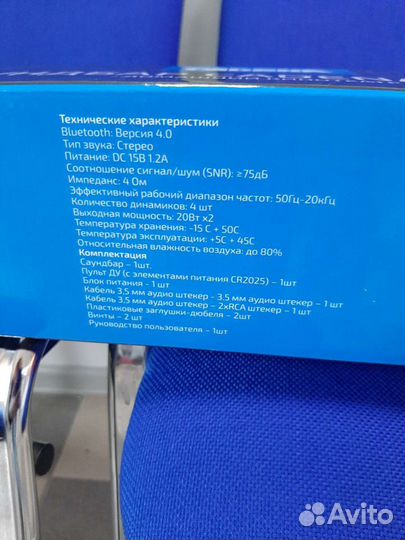 Технические характеристики
Bluetooth: Версия 4.0
Тип звука: Стерео
Питание: DC 15В 1.2А
Соотношение сигнал/шум (SNR): ≥75дБ
Импеданс: 4 Ом
Эффективный рабочий диапазон частот: 50Гц-20кГц
Количество динамиков: 4 шт
Выходная мощность: 20Вт x2
Температура хранения: -15 С + 50С
Температура эксплуатации: +5С + 45С
Относительная влажность воздуха: до 80%
Комплектация
Саундбар – 1шт.
Пульт ДУ (с элементами питания CR2025) – 1шт
Блок питания - 1 шт
Кабель 3,5 мм аудио штекер - 3.5 мм аудио штекер – 1 шт
Кабель 3,5 мм аудио штекер – 2xRCA штекер – 1 шт
Пластиковые заглушки-дюбеля – 2шт
Винты – 2 шт
Руководство пользователя – 1шт
Avito